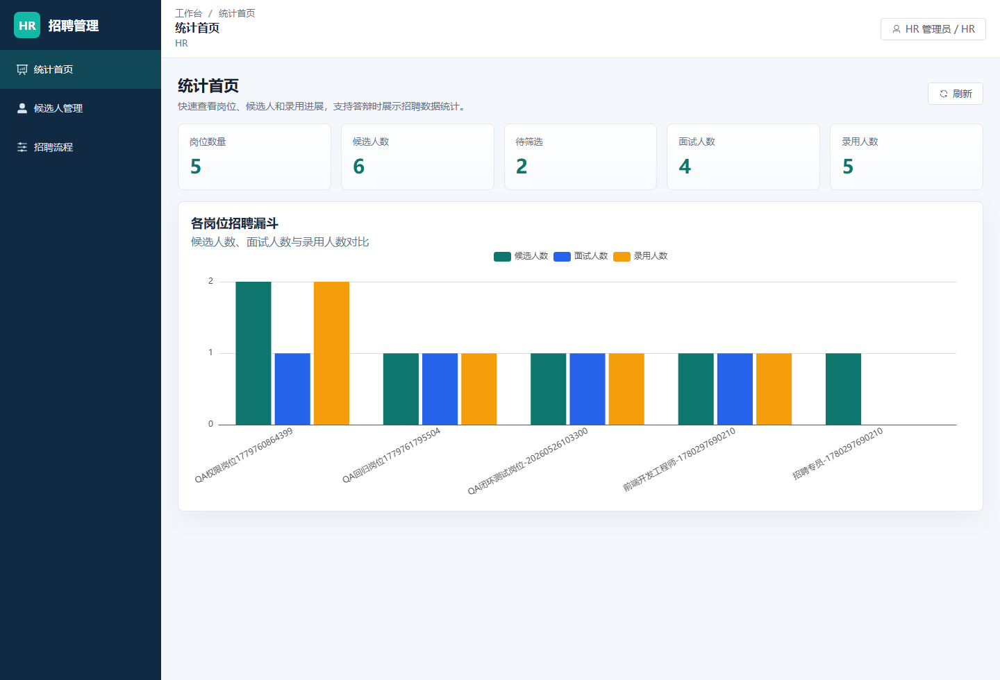 HR 招聘管理
统计首页
候选人管理
招聘流程
工作台 / 统计首页
统计首页
HR
HR 管理员 / HR
统计首页
快速查看岗位、候选人和录用进展，支持答辩时展示招聘数据统计。
刷新
岗位数量
5
候选人数
6
待筛选
2
面试人数
4
录用人数
5
各岗位招聘漏斗
候选人数、面试人数与录用人数对比
候选人数 面试人数 录用人数
2
1
0
QA权限岗位1779760864399
QA回归岗位1779761795504
QA闭环测试岗位-20260526103300
前端开发工程师-1780297690210
招聘专员-1780297690210